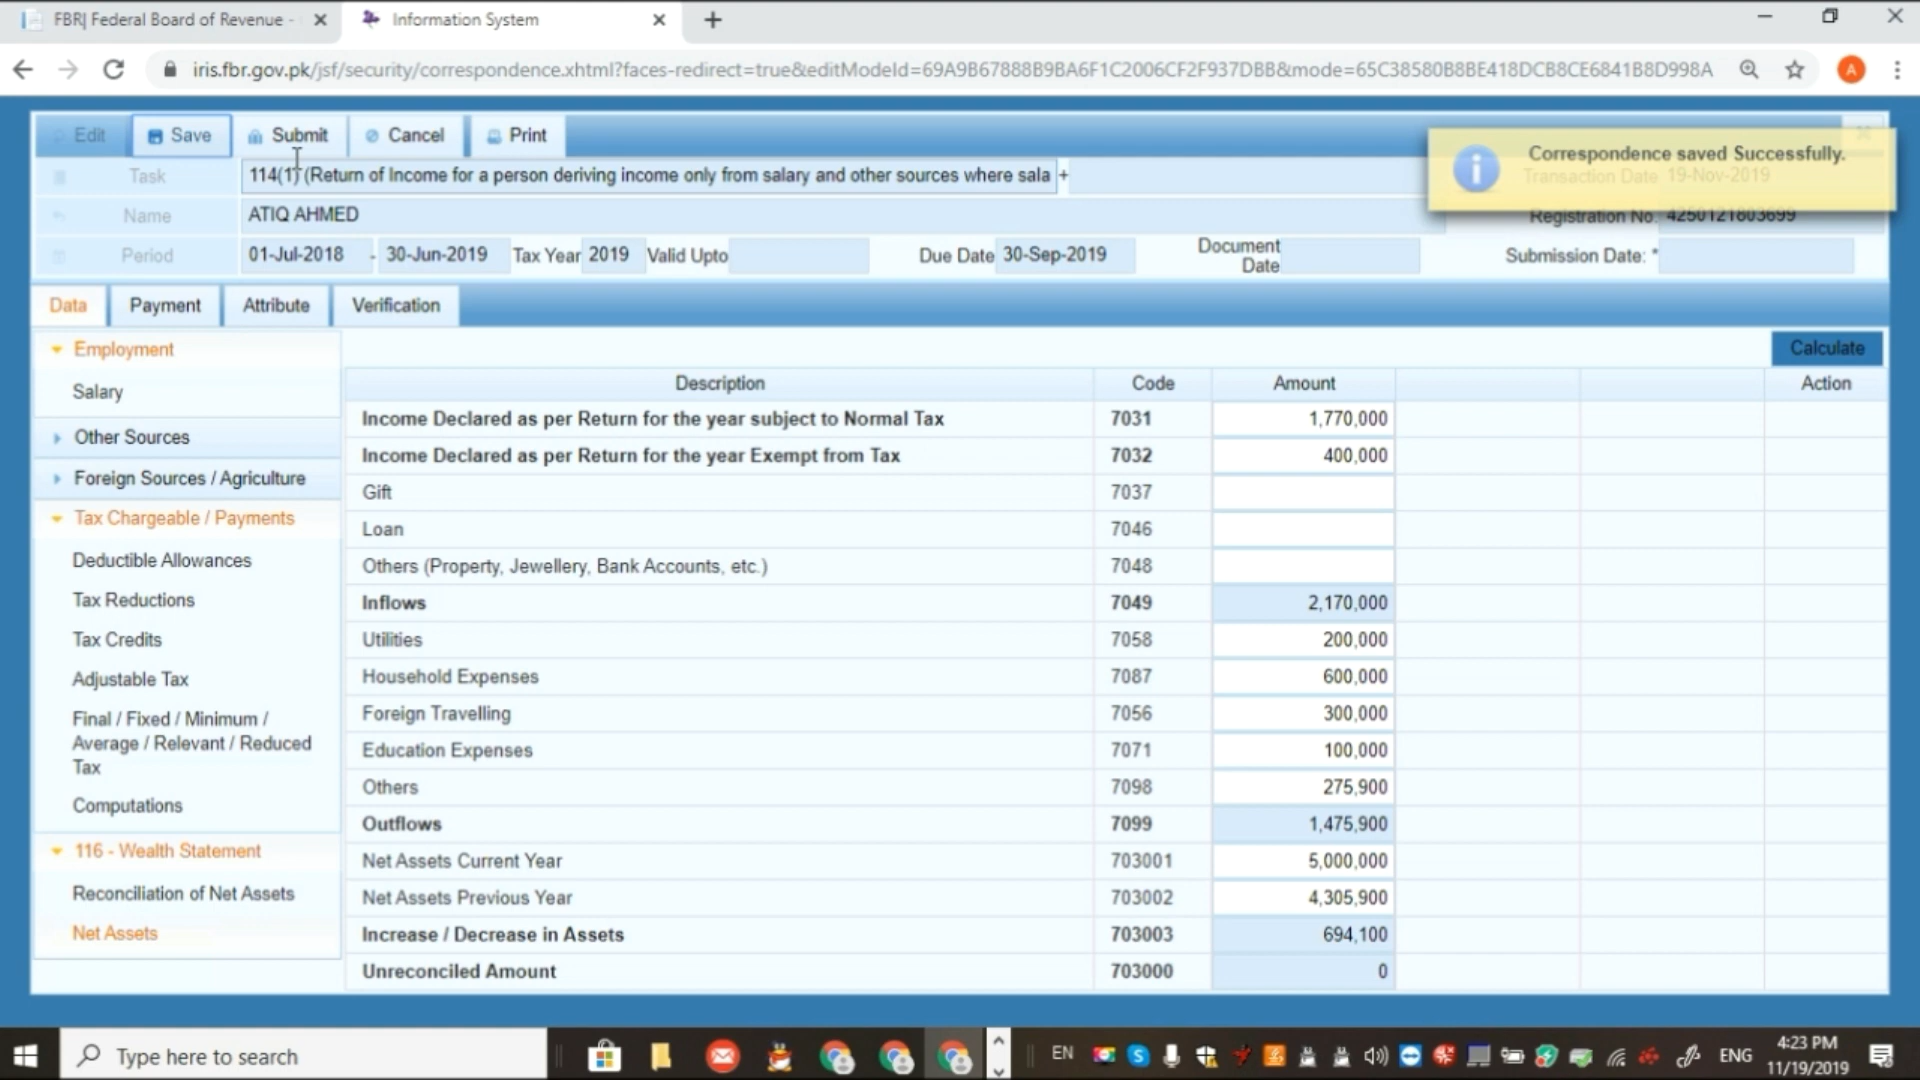 FBR| Federal Board of Revenue -
Information System
iris.fbr.gov.pk/jsf/security/correspondence.xhtml?faces-redirect=true&editModeId=69A9B67888B9BA6F1C2006CF2F937DBB&mode=65C38580B8BE418DCB8CE6841B8D998A
A
Edit Save Submit Cancel Print
Correspondence saved Successfully.
Task 114(1) (Return of Income for a person deriving income only from salary and other sources where sala + Transaction Date 19-Nov-2019
Name ATIQ AHMED Registration No. 4250121803699
Period 01-Jul-2018 - 30-Jun-2019 Tax Year 2019 Valid Upto Due Date 30-Sep-2019 Document Date Submission Date: *
Data Payment Attribute Verification
Employment
Salary
Other Sources
Foreign Sources / Agriculture
Tax Chargeable / Payments
Deductible Allowances
Tax Reductions
Tax Credits
Adjustable Tax
Final / Fixed / Minimum /
Average / Relevant / Reduced
Tax
Computations
116 - Wealth Statement
Reconciliation of Net Assets
Net Assets
Calculate
Description Code Amount Action
Income Declared as per Return for the year subject to Normal Tax 7031 1,770,000
Income Declared as per Return for the year Exempt from Tax 7032 400,000
Gift 7037
Loan 7046
Others (Property, Jewellery, Bank Accounts, etc.) 7048
Inflows 7049 2,170,000
Utilities 7058 200,000
Household Expenses 7087 600,000
Foreign Travelling 7056 300,000
Education Expenses 7071 100,000
Others 7098 275,900
Outflows 7099 1,475,900
Net Assets Current Year 703001 5,000,000
Net Assets Previous Year 703002 4,305,900
Increase / Decrease in Assets 703003 694,100
Unreconciled Amount 703000 0
Type here to search
EN
ENG
4:23 PM
11/19/2019